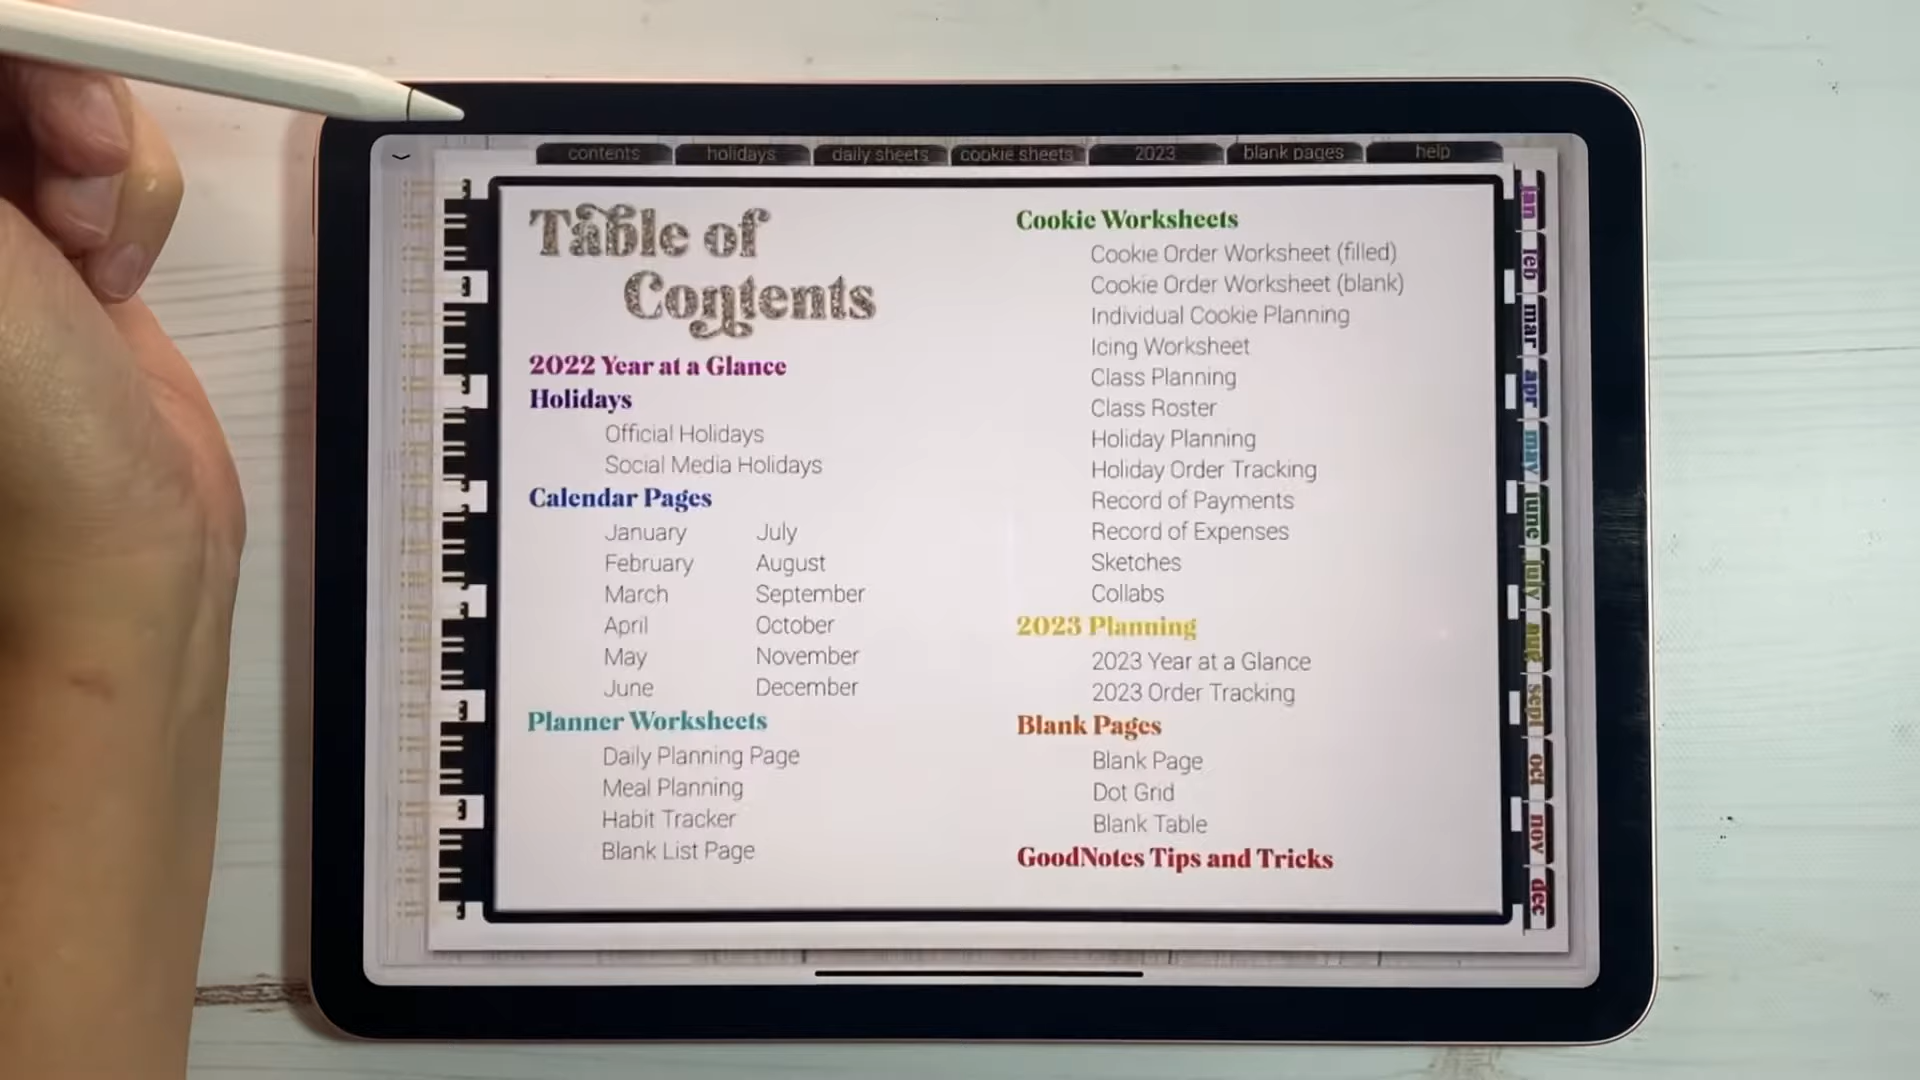 contents
holidays
daily sheets
cookie sheets
2023
blank pages
help
Table of
Contents
2022 Year at a Glance
Holidays
Official Holidays
Social Media Holidays
Calendar Pages
January
February
March
April
May
June
July
August
September
October
November
December
Planner Worksheets
Daily Planning Page
Meal Planning
Habit Tracker
Blank List Page
Cookie Worksheets
Cookie Order Worksheet (filled)
Cookie Order Worksheet (blank)
Individual Cookie Planning
Icing Worksheet
Class Planning
Class Roster
Holiday Planning
Holiday Order Tracking
Record of Payments
Record of Expenses
Sketches
Collabs
2023 Planning
2023 Year at a Glance
2023 Order Tracking
Blank Pages
Blank Page
Dot Grid
Blank Table
GoodNotes Tips and Tricks
jan
feb
mar
apr
may
june
july
aug
sept
oct
nov
dec